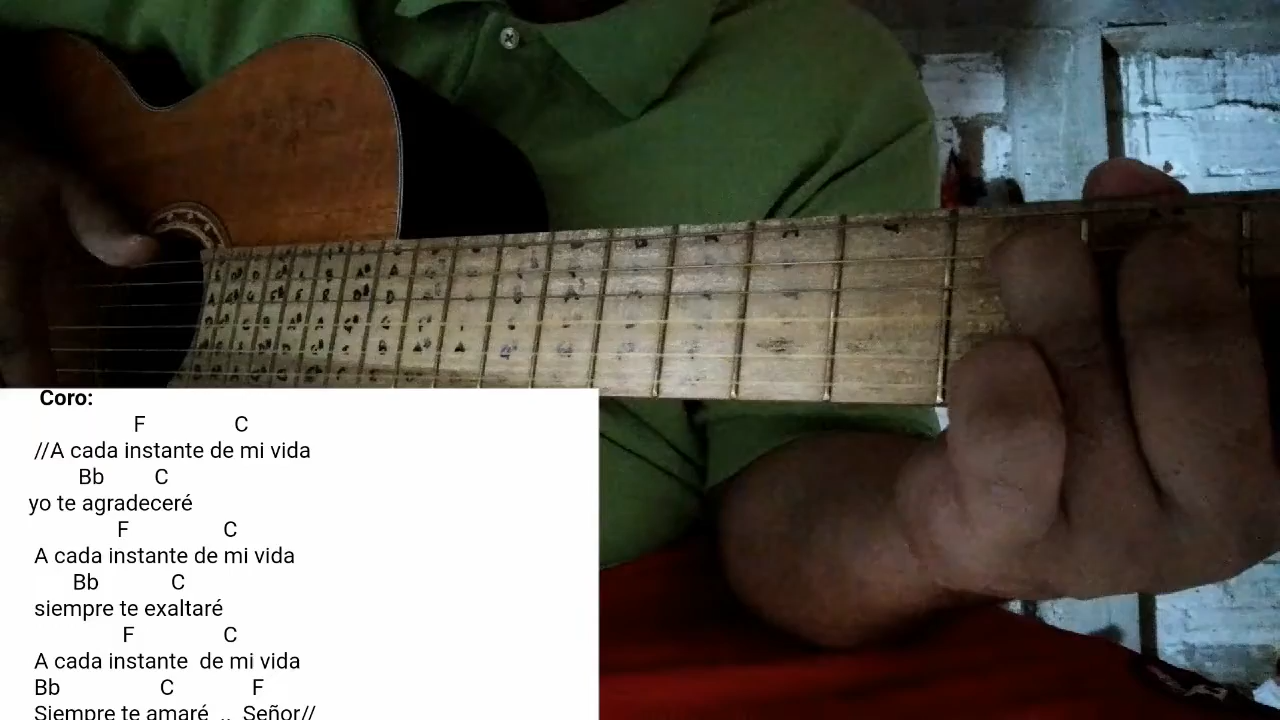 Coro:
F C
//A cada instante de mi vida
Bb C
yo te agradeceré
F C
A cada instante de mi vida
Bb C
siempre te exaltaré
F C
A cada instante de mi vida
Bb C F
Siempre te amaré .. Señor//